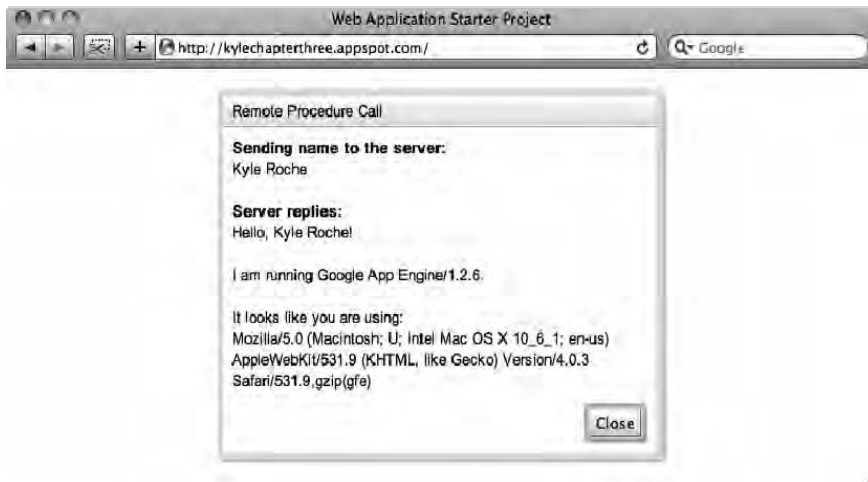 Web Application Starter Project
http://kylechapterthree.appspot.com/
Google
Remote Procedure Call
Sending name to the server:
Kyle Roche
Server replies:
Hello, Kyle Roche!
I am running Google App Engine/1.2.6.
It looks like you are using:
Mozilla/5.0 (Macintosh; U; Intel Mac OS X 10_6_1; en-us)
AppleWebKit/531.9 (KHTML, like Gecko) Version/4.0.3
Safari/531.9,gzip(gfe)
Close